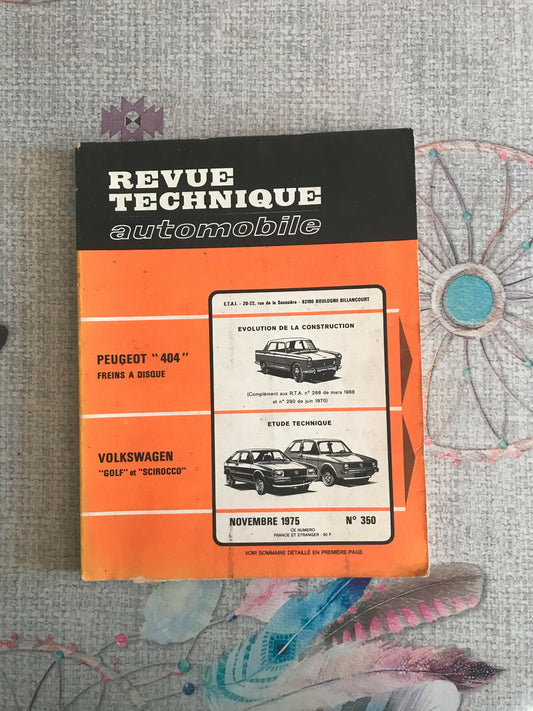 REVUE
TECHNIQUE
automobile
E.T.A.I. - 20-22, rue de la Saussière - 92100 BOULOGNE BILLANCOURT
EVOLUTION DE LA CONSTRUCTION
PEUGEOT "404"
FREINS A DISQUE
(Complément aux R.T.A. n° 268 de mars 1968
et n° 290 de juin 1970)
ETUDE TECHNIQUE
VOLKSWAGEN
"GOLF" et "SCIROCCO"
NOVEMBRE 1975 N° 350
CE NUMERO
FRANCE ET ETRANGER : 30 F
VOIR SOMMAIRE DÉTAILLÉ EN PREMIÈRE PAGE